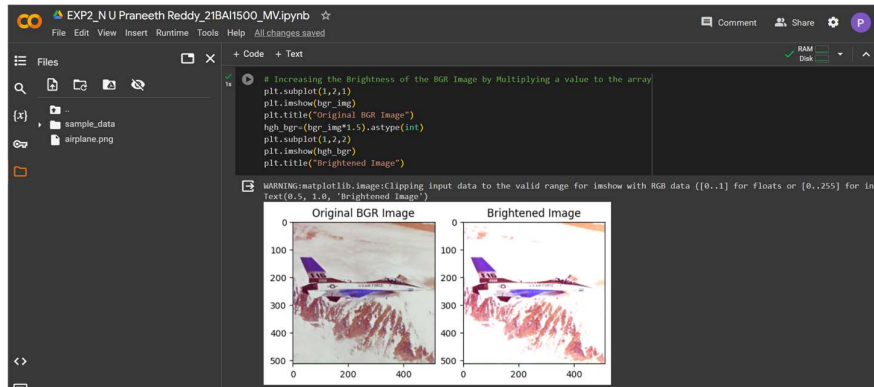 EXP2_N U Praneeth Reddy_21BAI1500_MV.ipynb
File Edit View Insert Runtime Tools Help All changes saved
Comment Share P
Files
+ Code + Text
RAM
Disk
{x}
..
sample_data
airplane.png
1s
# Increasing the Brightness of the BGR Image by Multiplying a value to the array
plt.subplot(1,2,1)
plt.imshow(bgr_img)
plt.title("Original BGR Image")
hgh_bgr=(bgr_img*1.5).astype(int)
plt.subplot(1,2,2)
plt.imshow(hgh_bgr)
plt.title("Brightened Image")
WARNING:matplotlib.image:Clipping input data to the valid range for imshow with RGB data ([0..1] for floats or [0..255] for in
Text(0.5, 1.0, 'Brightened Image')
Original BGR Image
0
100
200
300
400
500
0 200 400
U.S. AIR FORCE
Brightened Image
0
100
200
300
400
500
0 200 400